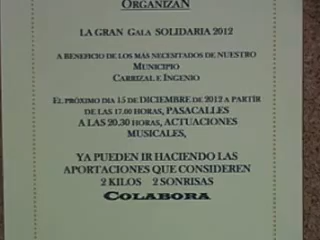 ORGANIZAN
LA GRAN GALA SOLIDARIA 2012
A BENEFICIO DE LOS MÁS NECESITADOS DE NUESTRO
MUNICIPIO
CARRIZAL E INGENIO
EL PRÓXIMO DIA 15 DE DICIEMBRE DE 2012 A PARTIR
DE LAS 17.00 HORAS, PASACALLES
A LAS 20.30 HORAS, ACTUACIONES
MUSICALES,
YA PUEDEN IR HACIENDO LAS
APORTACIONES QUE CONSIDEREN
2 KILOS 2 SONRISAS
COLABORA